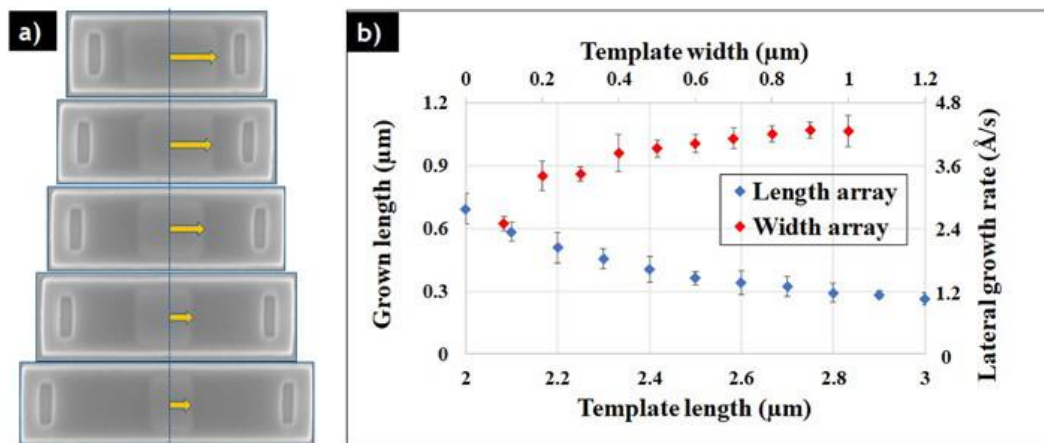 a)
b)
Template width (µm)
0 0.2 0.4 0.6 0.8 1 1.2
1.2
0.9
0.6
0.3
0
Grown length (µm)
4.8
3.6
2.4
1.2
0
Lateral growth rate (Å/s)
Length array
Width array
2 2.2 2.4 2.6 2.8 3
Template length (µm)